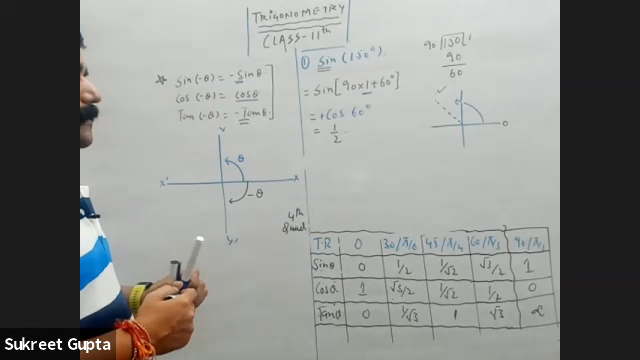 TRIGONOMETRY
CLASS-11th
* Sin(-θ) = -Sinθ
Cos(-θ) = Cosθ
Tan(-θ) = -Tanθ
Y
θ
X'
X
-θ
4th
Quad
Y'
① Sin(150°).
= Sin[90×1+60°]
= +Cos 60°
= 1/2.
90 150 1
90
60
0
T.R 0 30/π/6 45/π/4 60/π/3 90/π/2
Sinθ 0 1/2 1/√2 √3/2 1
Cosθ 1 √3/2 1/√2 1/2 0
Tanθ 0 1/√3 1 √3 ∝
Sukreet Gupta